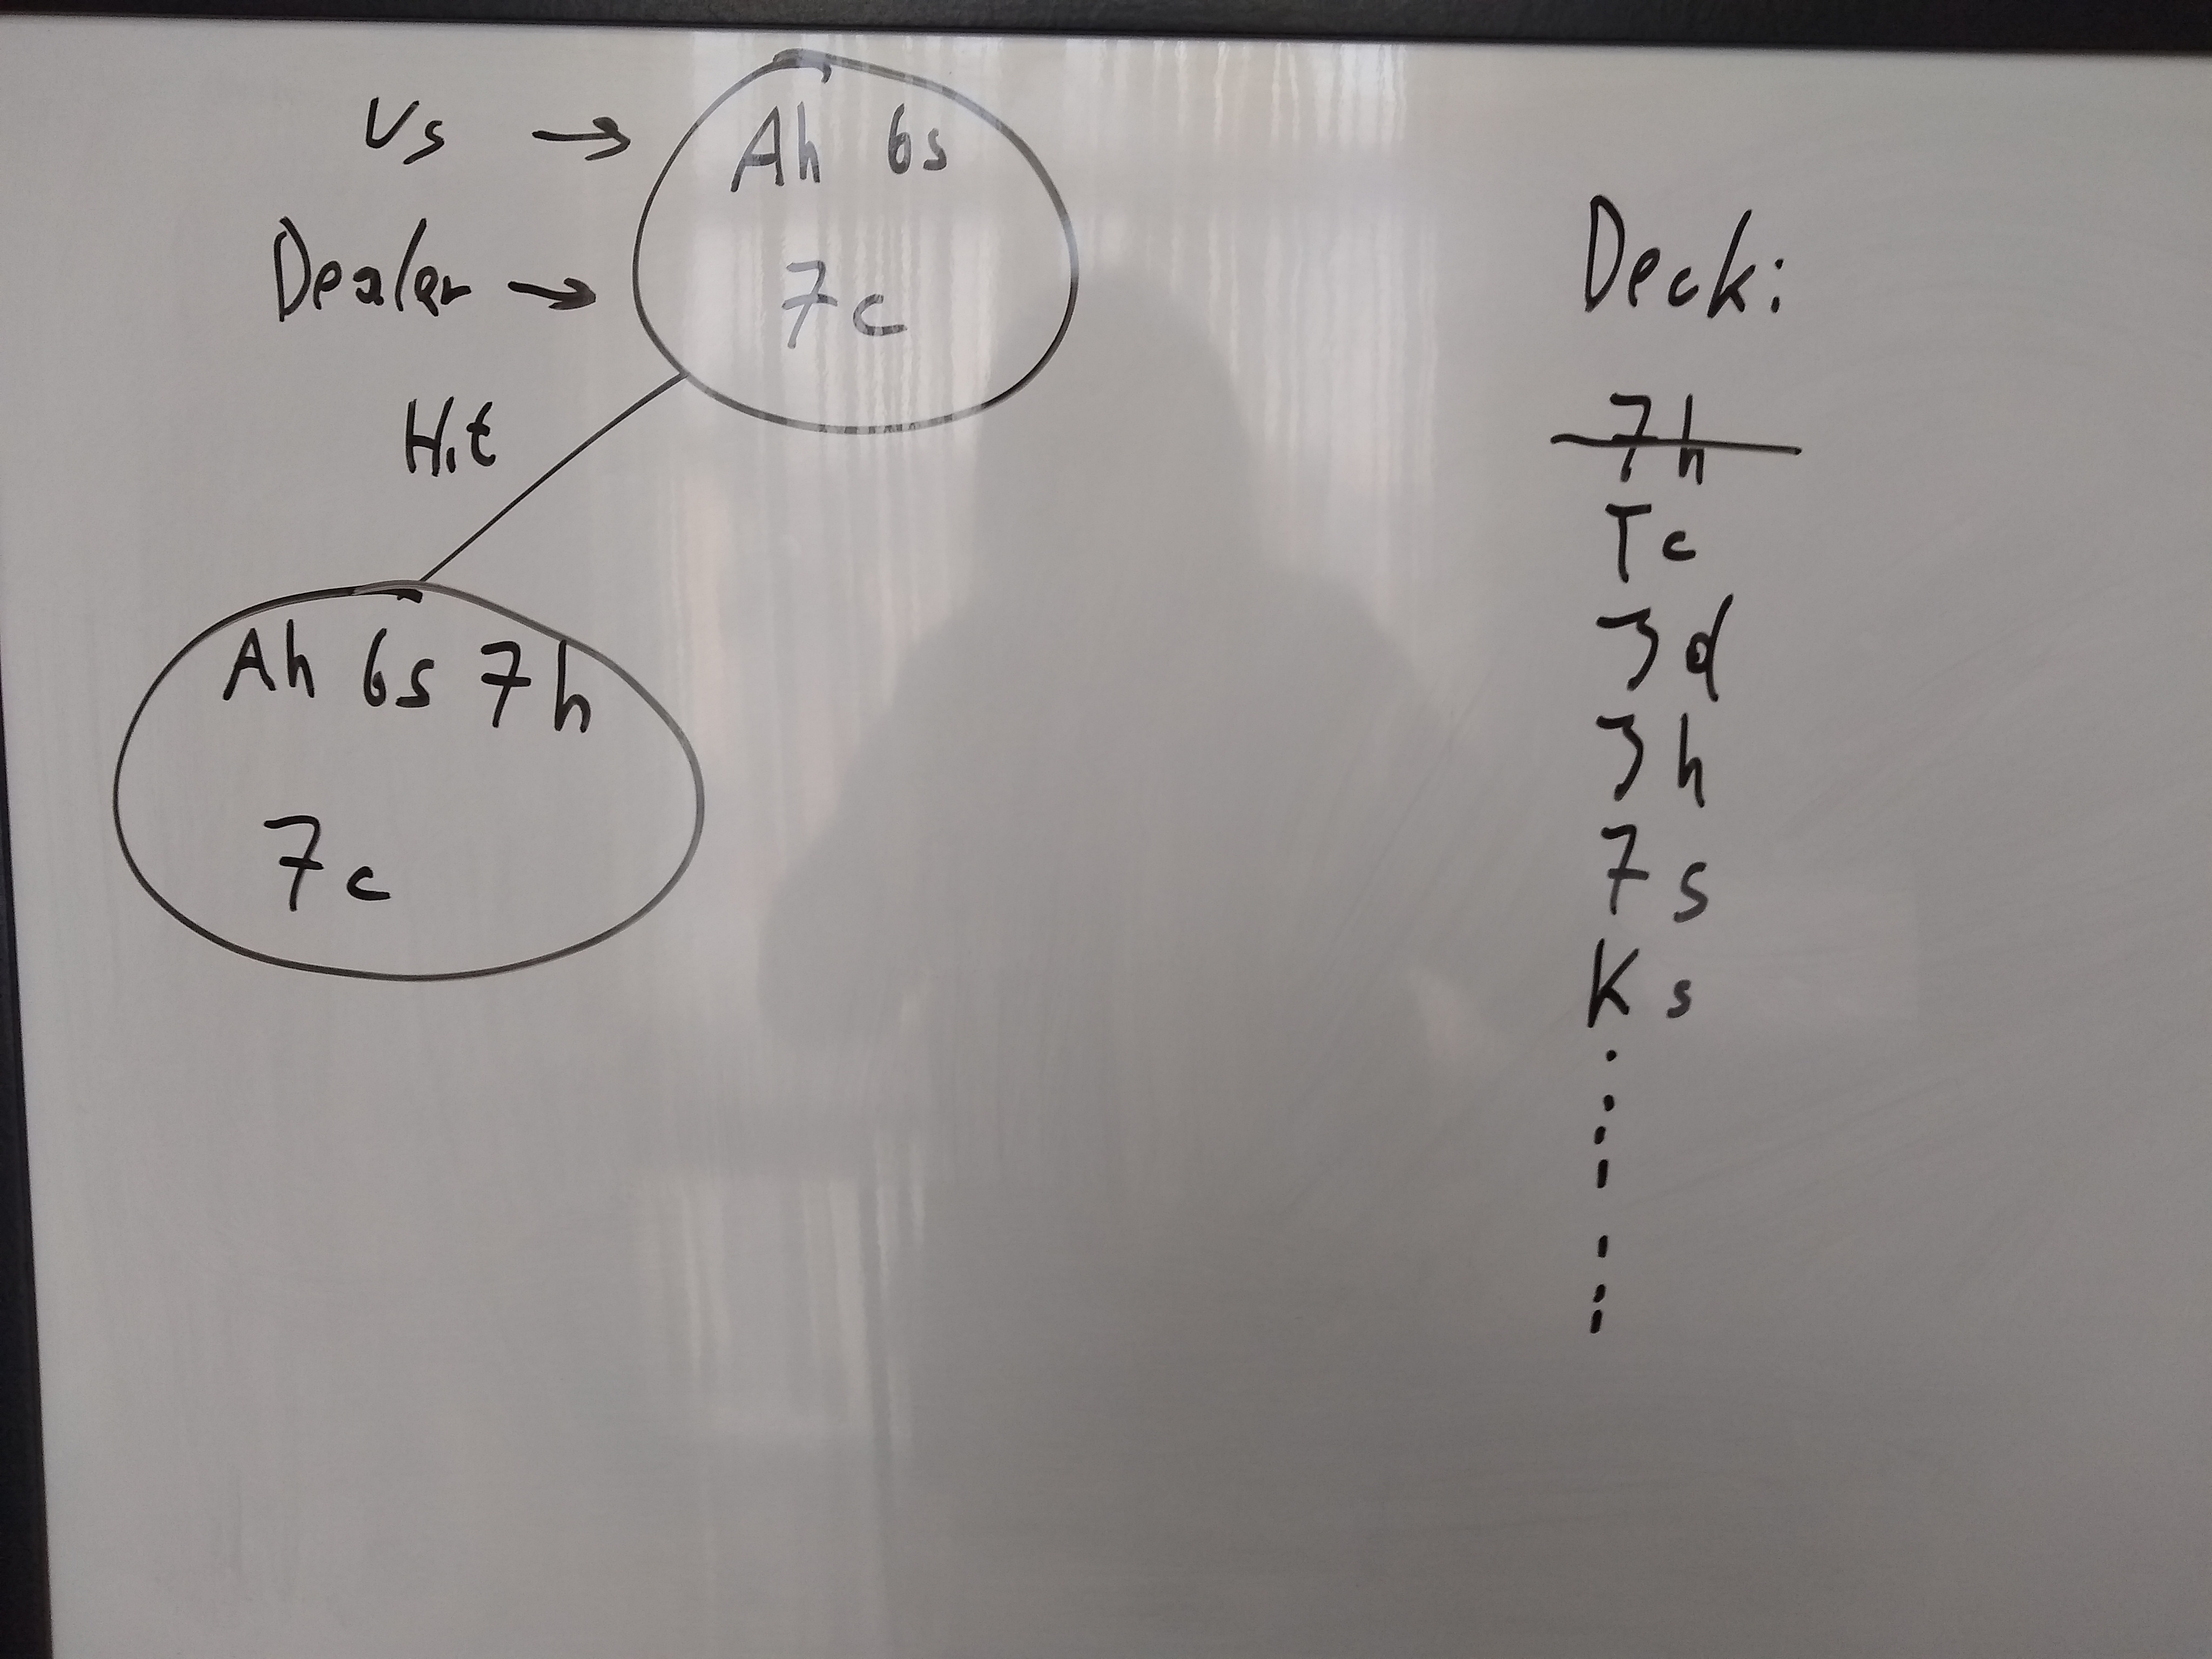 Us → Ah 6s
Dealer → 7c
Hit
Ah 6s 7h
7c
Deck:
7h
Tc
3d
3h
7s
Ks